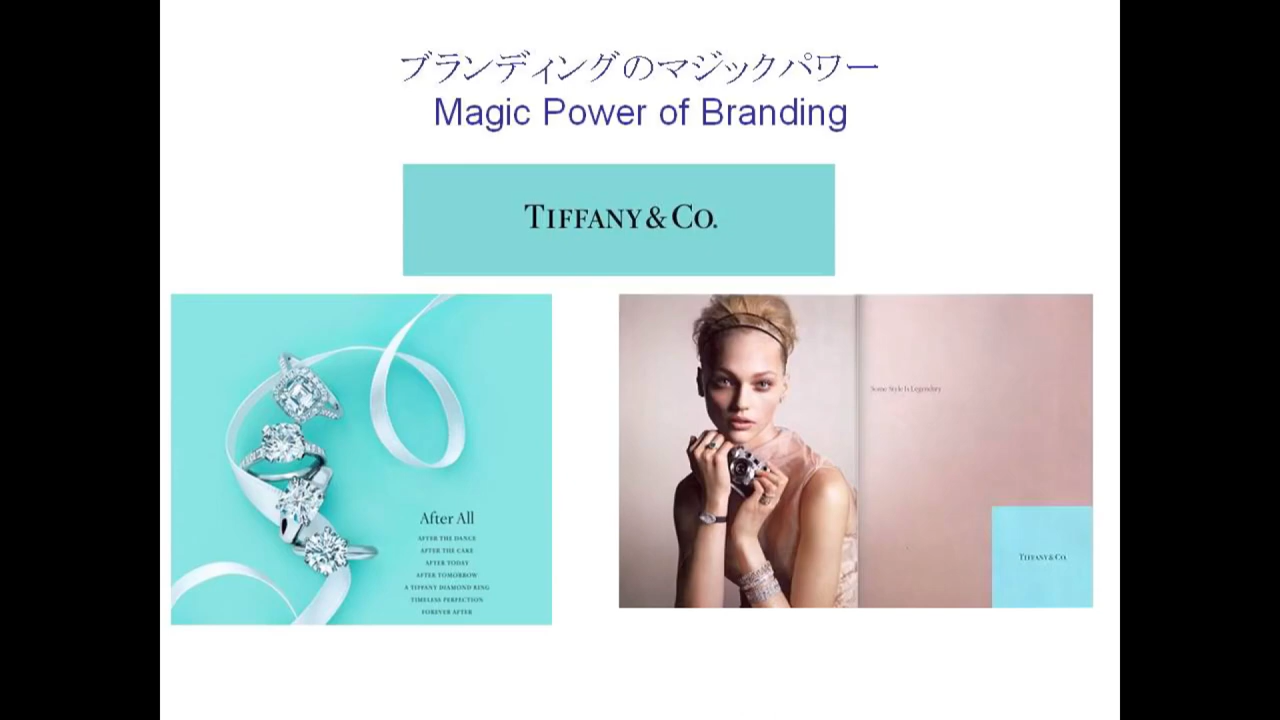 ブランディングのマジックパワー
Magic Power of Branding
TIFFANY & CO.
After All
AFTER THE DANCE
AFTER THE CAKE
AFTER TODAY
AFTER TOMORROW
A TIFFANY DIAMOND RING
TIMELESS PERFECTION
FOREVER AFTER
Some Style Is Legendary
TIFFANY & CO.